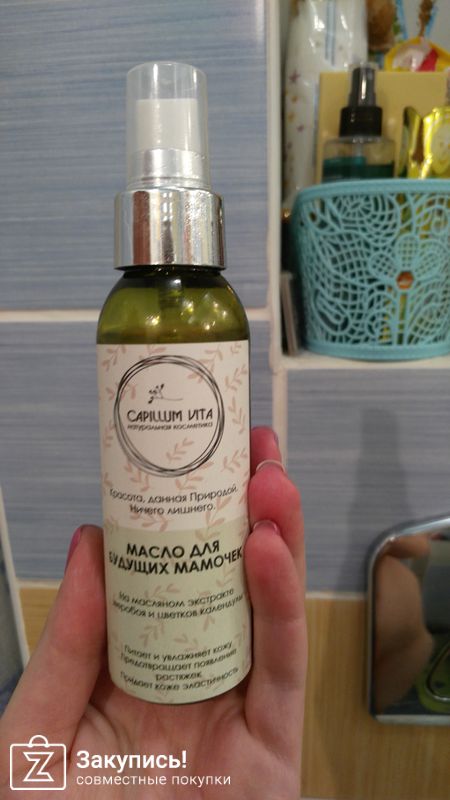 CAPILLUM VITA
натуральная косметика
Красота, данная Природой.
Ничего лишнего.
МАСЛО ДЛЯ
БУДУЩИХ МАМОЧЕК
На масляном экстракте
зверобоя и цветков календулы
Питает и увлажняет кожу
Предотвращает появление
растяжек
Придает коже эластичность
Закупись!
совместные покупки